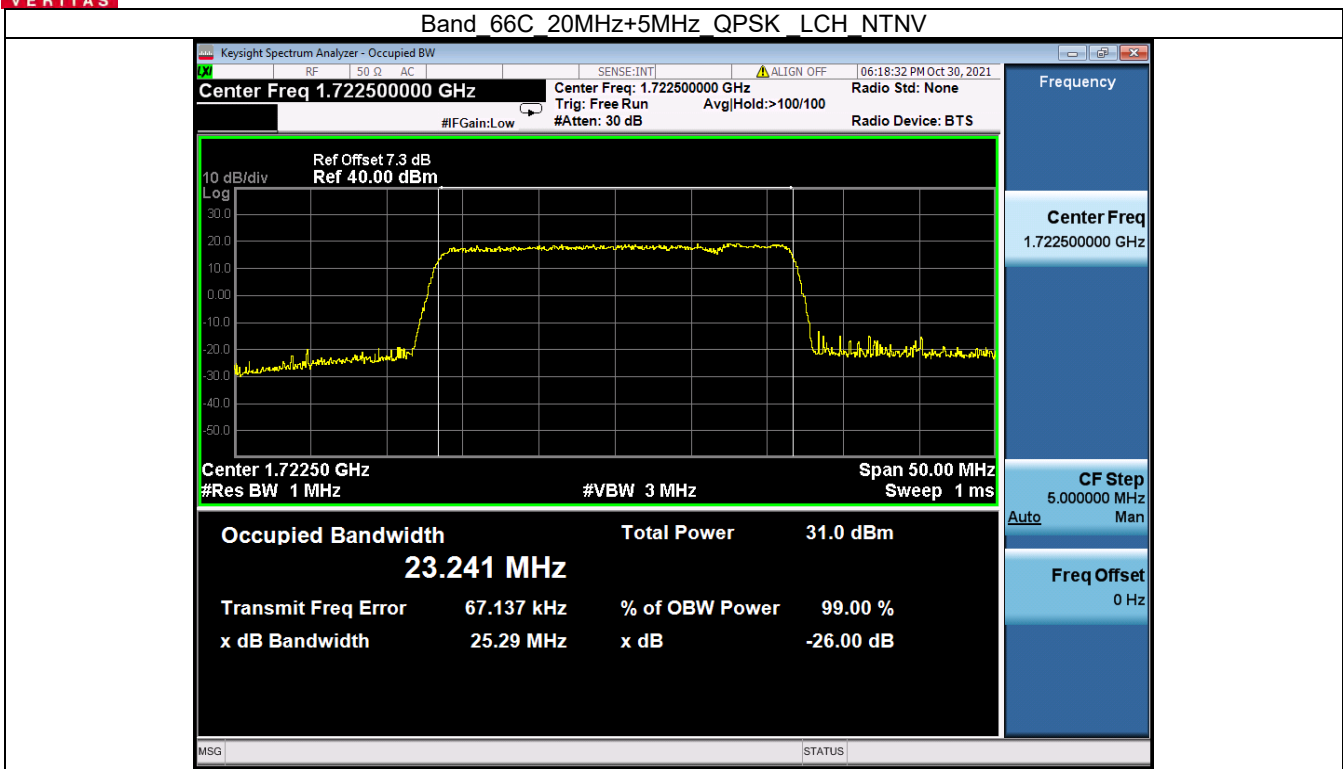 VERITAS
Band_66C_20MHz+5MHz_QPSK _LCH_NTNV
Keysight Spectrum Analyzer - Occupied BW
LXI RF 50 Ω AC SENSE:INT ALIGN OFF 06:18:32 PM Oct 30, 2021
Center Freq 1.722500000 GHz
Center Freq: 1.722500000 GHz Radio Std: None
Trig: Free Run Avg|Hold:>100/100
#IFGain:Low #Atten: 30 dB Radio Device: BTS
Ref Offset 7.3 dB
10 dB/div Ref 40.00 dBm
Log
30.0
20.0
10.0
0.00
-10.0
-20.0
-30.0
-40.0
-50.0
Center 1.72250 GHz Span 50.00 MHz
#Res BW 1 MHz #VBW 3 MHz Sweep 1 ms
Occupied Bandwidth Total Power 31.0 dBm
23.241 MHz
Transmit Freq Error 67.137 kHz % of OBW Power 99.00 %
x dB Bandwidth 25.29 MHz x dB -26.00 dB
MSG STATUS
Frequency
Center Freq
1.722500000 GHz
CF Step
5.000000 MHz
Auto Man
Freq Offset
0 Hz